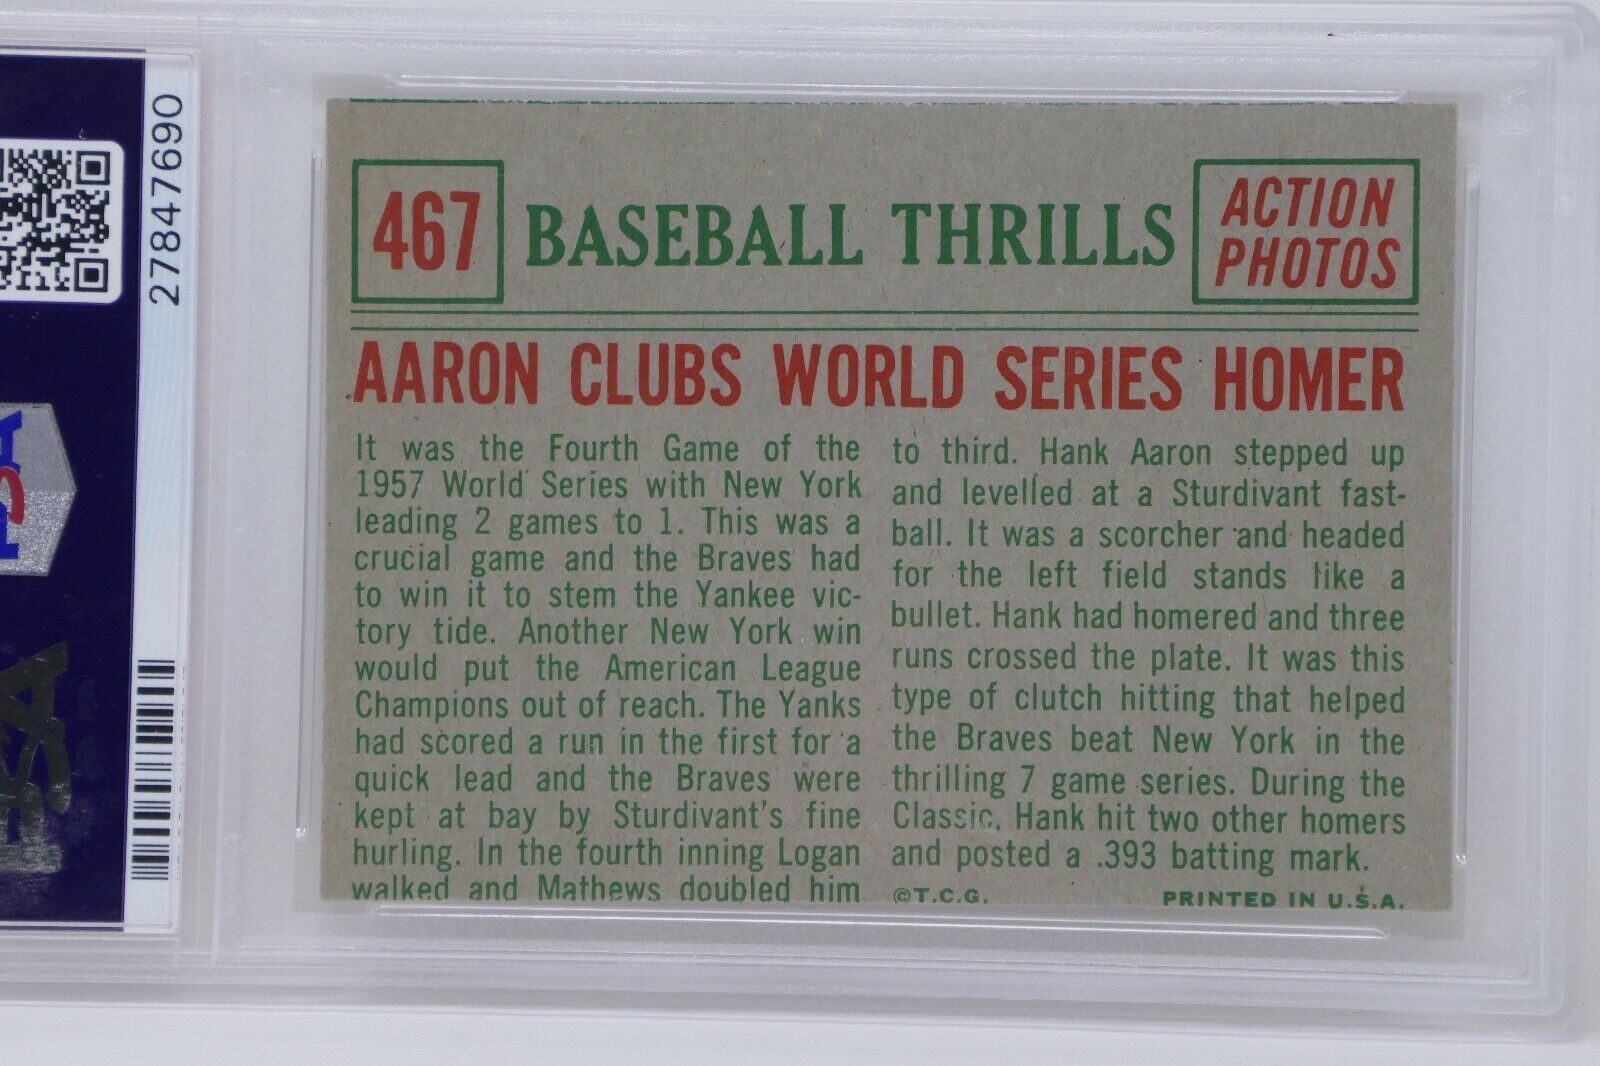 27847690
467
BASEBALL THRILLS
ACTION
PHOTOS
AARON CLUBS WORLD SERIES HOMER
It was the Fourth Game of the
1957 World Series with New York
leading 2 games to 1. This was a
crucial game and the Braves had
to win it to stem the Yankee vic-
tory tide. Another New York win
would put the American League
Champions out of reach. The Yanks
had scored a run in the first for a
quick lead and the Braves were
kept at bay by Sturdivant's fine
hurling. In the fourth inning Logan
walked and Mathews doubled him
to third. Hank Aaron stepped up
and levelled at a Sturdivant fast-
ball. It was a scorcher and headed
for the left field stands like a
bullet. Hank had homered and three
runs crossed the plate. It was this
type of clutch hitting that helped
the Braves beat New York in the
thrilling 7 game series. During the
Classic, Hank hit two other homers
and posted a .393 batting mark.
©T.C.G.
PRINTED IN U.S.A.